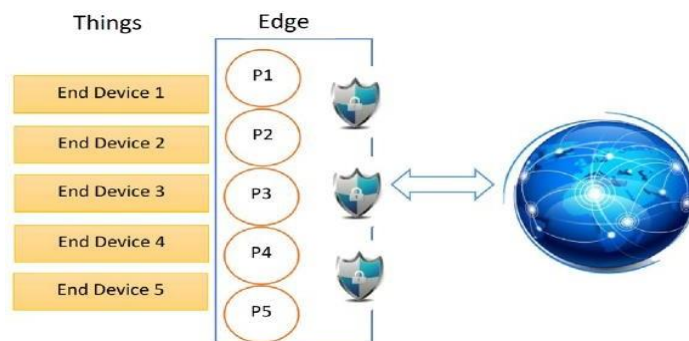 Things
Edge
End Device 1
End Device 2
End Device 3
End Device 4
End Device 5
P1
P2
P3
P4
P5